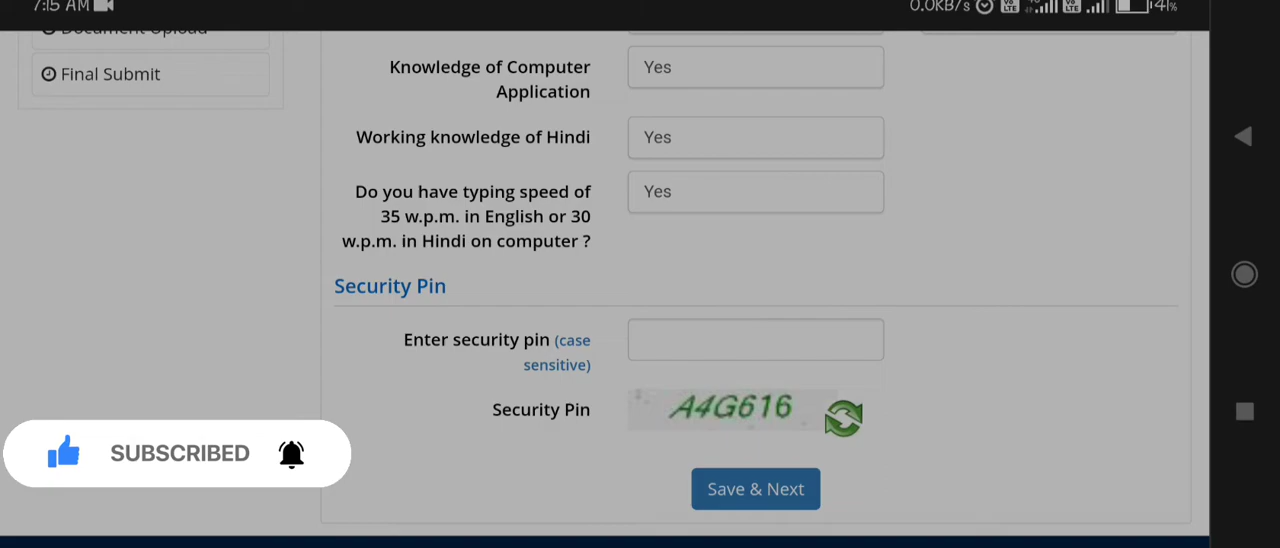 7:15 AM
0.0KB/s 41%
Document Upload
Final Submit
Knowledge of Computer Application Yes
Working knowledge of Hindi Yes
Do you have typing speed of Yes
35 w.p.m. in English or 30
w.p.m. in Hindi on computer ?
Security Pin
Enter security pin (case
sensitive)
Security Pin A4G616
SUBSCRIBED
Save & Next